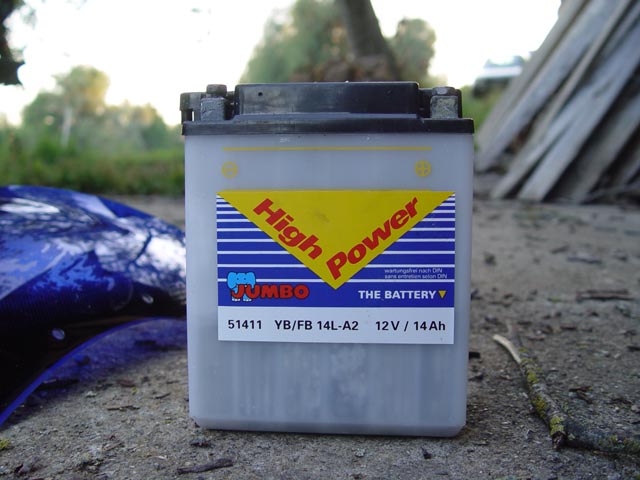 High
Power
wartungsfrei nach DIN
sans entretien selon DIN
JUMBO
THE BATTERY
51411 YB/FB 14L-A2 12V / 14Ah